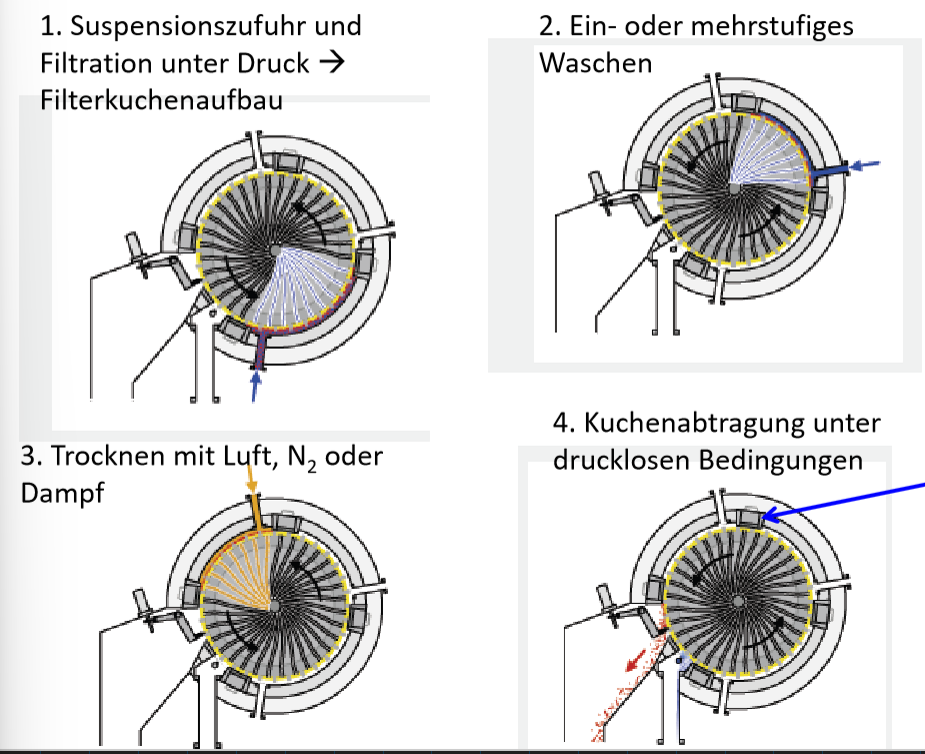 1. Suspensionszufuhr und
Filtration unter Druck →
Filterkuchenaufbau
2. Ein- oder mehrstufiges
Waschen
3. Trocknen mit Luft, N₂ oder
Dampf
4. Kuchenabtragung unter
drucklosen Bedingungen